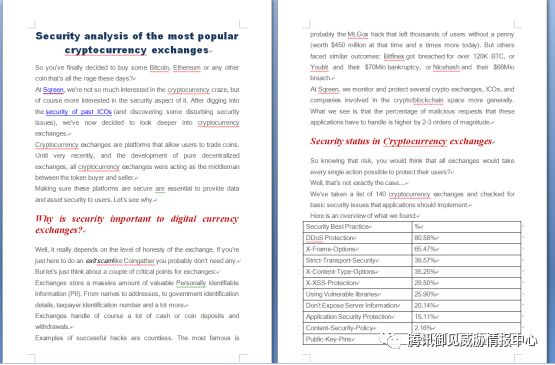 Security analysis of the most popular
cryptocurrency exchanges
So you've finally decided to buy some Bitcoin, Ethereum or any other
coin that's all the rage these days?
At Sqreen, we're not so much interested in the cryptocurrency craze, but
of course more interested in the security aspect of it. After digging into
the security of past ICOs (and discovering some disturbing security
issues), we've now decided to look deeper into cryptocurrency
exchanges.
Cryptocurrency exchanges are platforms that allow users to trade coins.
Until very recently, and the development of pure decentralized
exchanges, all cryptocurrency exchanges were acting as the middleman
between the token buyer and seller.
Making sure these platforms are secure are essential to provide data
and asset security to users. Let's see why.
Why is security important to digital currency
exchanges?
Well, it really depends on the level of honesty of the exchange. If you're
just here to do an exit scam like Coingather you probably don't need any.
But let's just think about a couple of critical points for exchanges:
Exchanges store a massive amount of valuable Personally identifiable
information (PII). From names to addresses, to government identification
details, taxpayer identification number and a lot more.
Exchanges handle of course a lot of cash or coin deposits and
withdrawals.
Examples of successful hacks are countless. The most famous is
probably the Mt.Gox hack that left thousands of users without a penny
(worth $450 million at that time and x times more today). But others
faced similar outcomes: Bitfinex got breached for over 120K BTC, or
Youbit and their $70Mio bankruptcy, or Nicehash and their $68Mio
breach.
At Sqreen, we monitor and protect several crypto exchanges, ICOs, and
companies involved in the crypto/blockchain space more generally.
What we see is that the percentage of malicious requests that these
applications have to handle is higher by 2-3 orders of magnitude.
Security status in Cryptocurrency exchanges
So knowing that risk, you would think that all exchanges would take
every single action possible to protect their users?
Well, that's not exactly the case...
We've taken a list of 140 cryptocurrency exchanges and checked for
basic security issues that applications should implement.
Here is an overview of what we found:
Security Best Practice %
DDoS Protection 80.58%
X-Frame-Options 65.47%
Strict-Transport-Security 39.57%
X-Content-Type-Options 35.25%
X-XSS-Protection 29.50%
Using Vulnerable libraries 25.90%
Don't Expose Server Information 20.14%
Application Security Protection 15.11%
Content-Security-Policy 2.16%
Public-Key-Pins
腾讯御见威胁情报中心